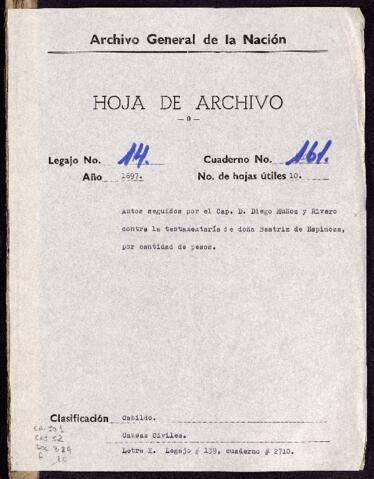 Archivo General de la Nación
HOJA DE ARCHIVO
— o —
Legajo No. 14. Cuaderno No. 161.
Año 1697. No. de hojas útiles 10.
Autos seguidos por el Cap. D. Diego Muñoz y Rivero
contra la testamentaría de doña Beatriz de Espinosa,
por cantidad de pesos.
Clasificación Cabildo.
Causas Civiles.
Letra X. Legajo # 139, cuaderno # 2710.